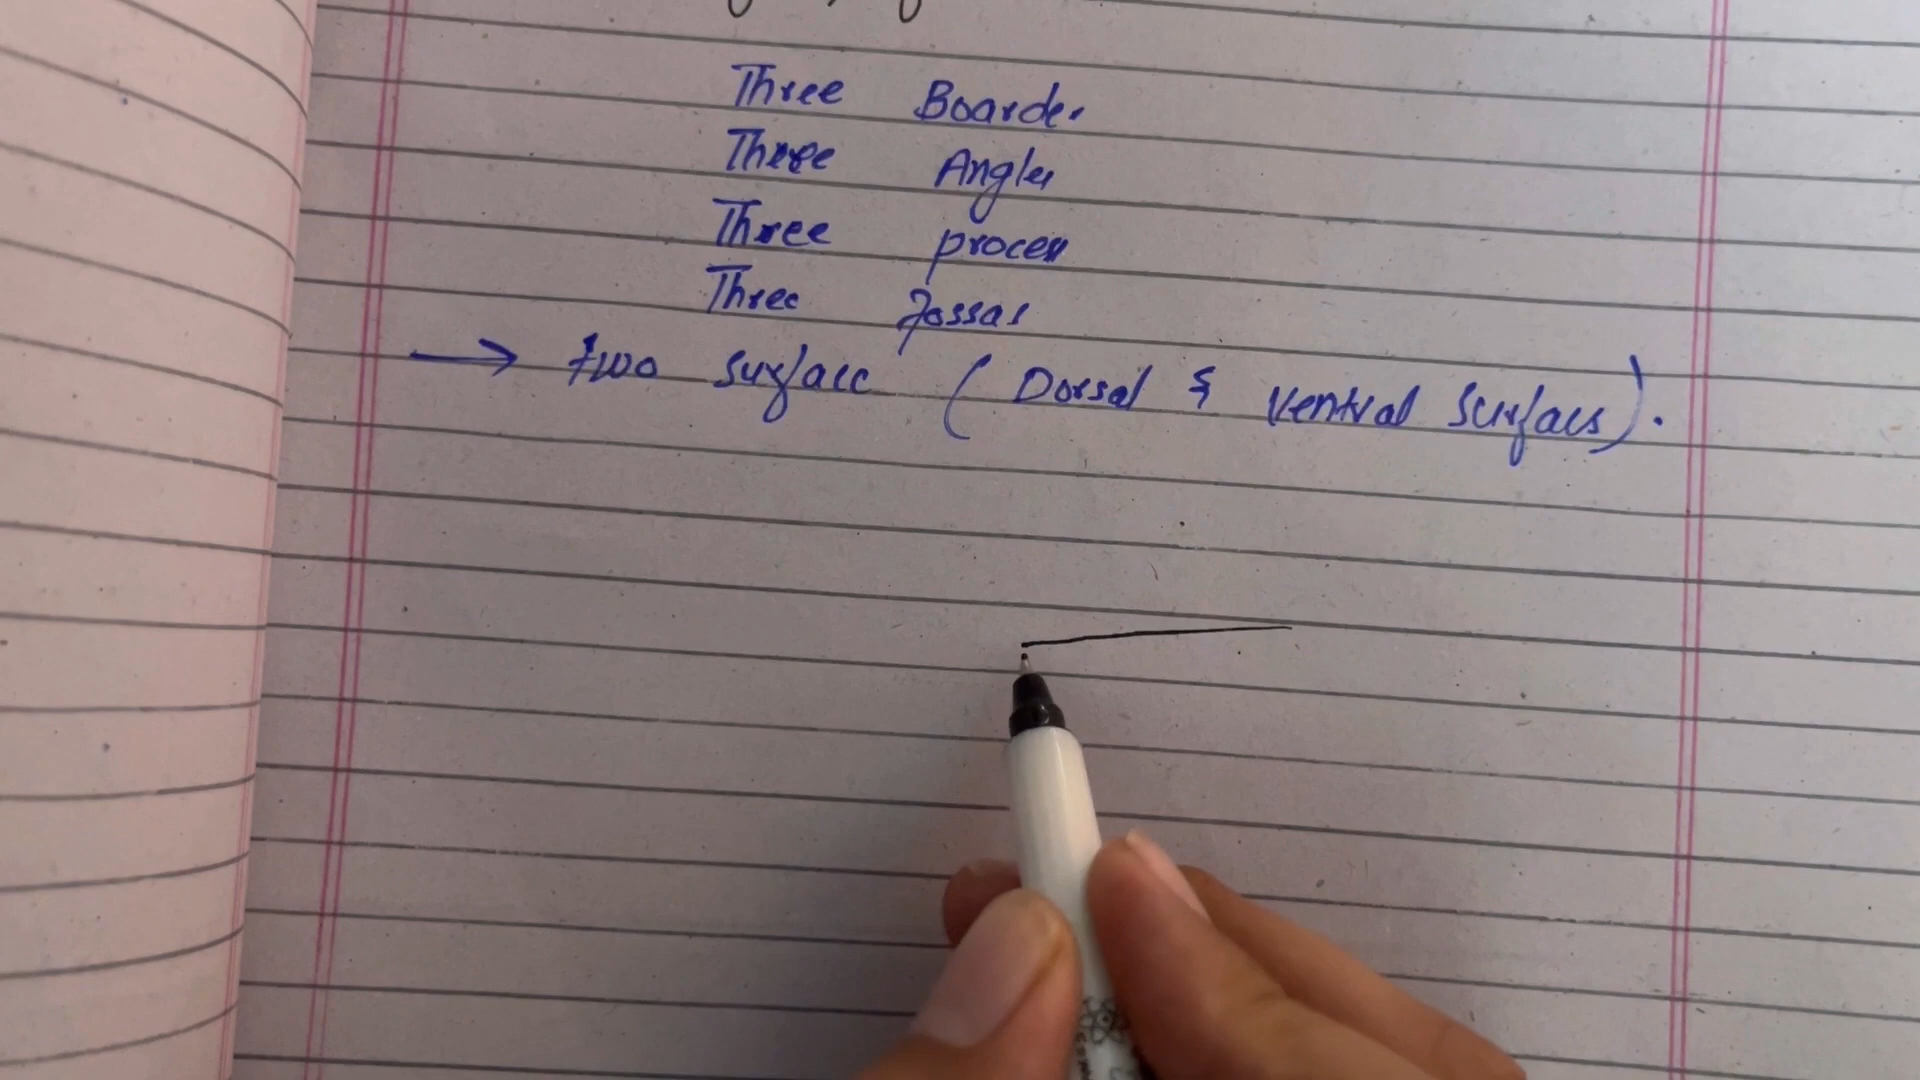 Three Boarder
Three Angles
Three process
Three fossas
→ two surface ( Dorsal & Ventral Surfaces ).